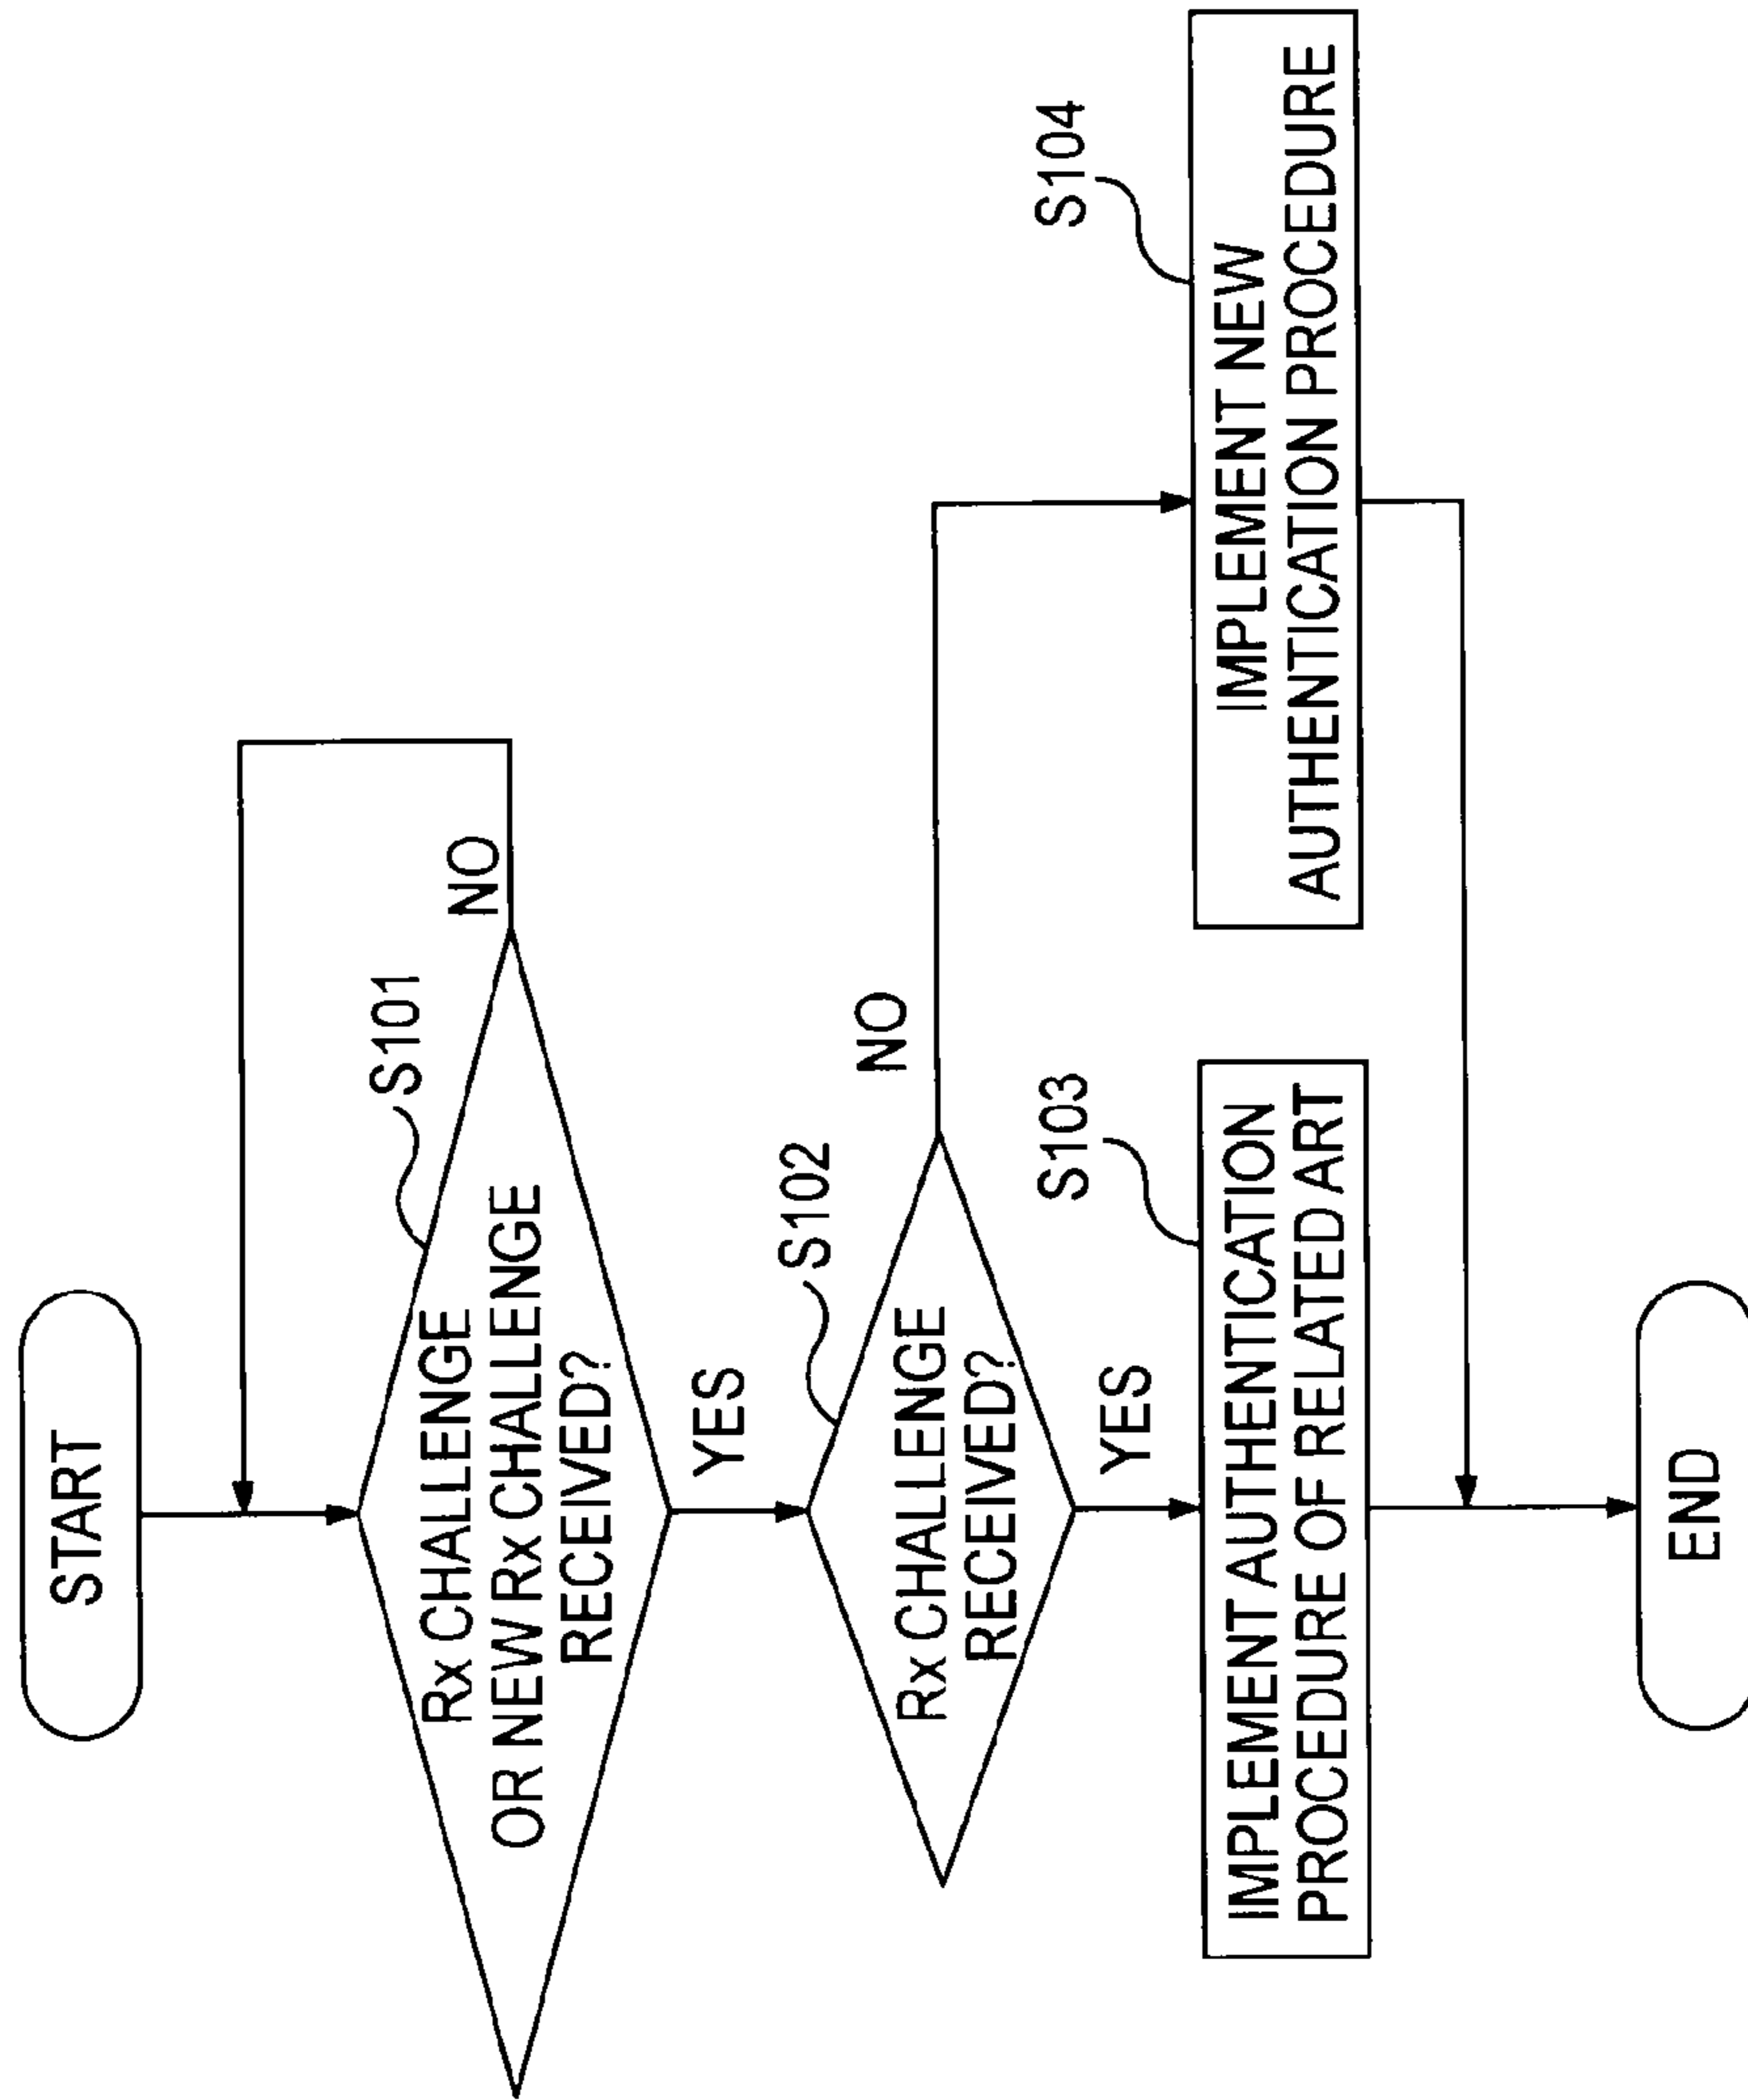 START
S101
Rx CHALLENGE
OR NEW Rx CHALLENGE
RECEIVED?
NO
YES
S102
Rx CHALLENGE
RECEIVED?
NO
YES
S103
IMPLEMENT AUTHENTICATION
PROCEDURE OF RELATED ART
S104
IMPLEMENT NEW
AUTHENTICATION PROCEDURE
END